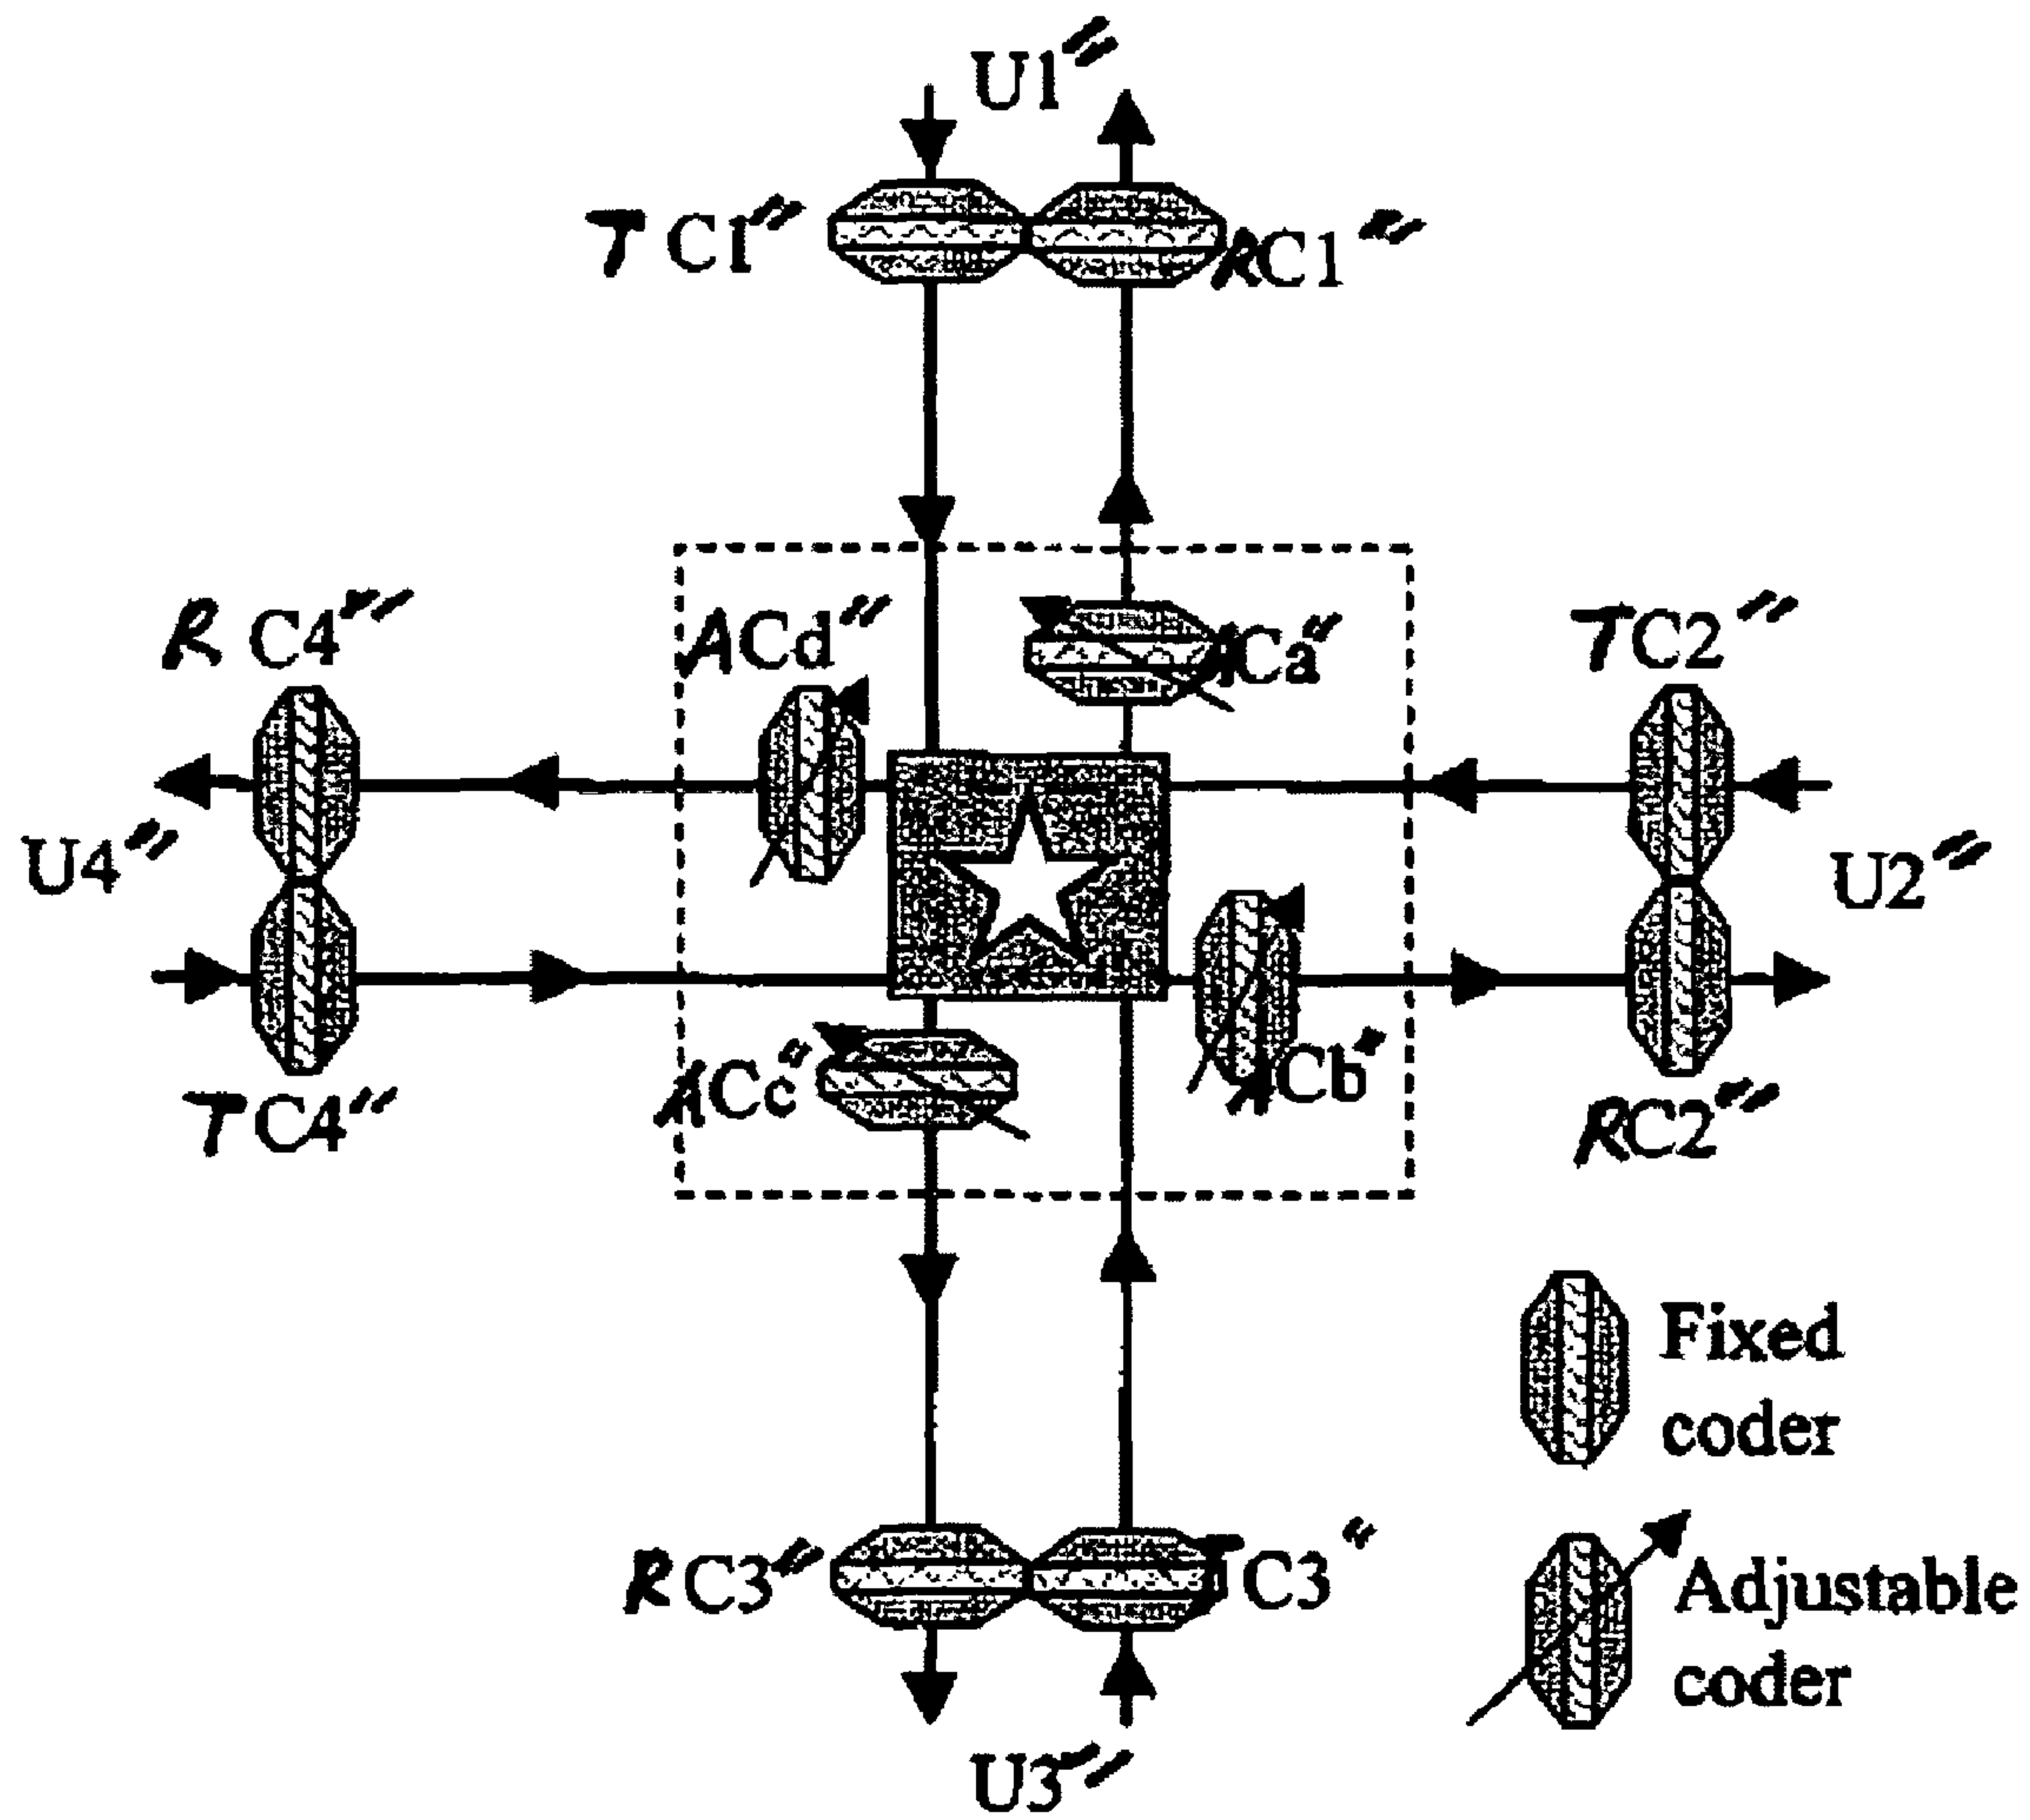 U1"
TC1"
RC1"
RC4"
ACd"
ACa"
TC2"
U4"
U2"
ACc"
ACb"
TC4"
RC2"
Fixed
coder
RC3"
TC3"
Adjustable
coder
U3"